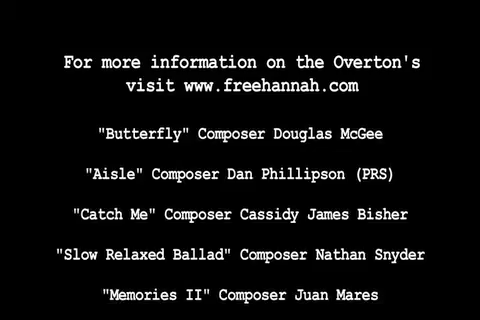 For more information on the Overton's
visit www.freehannah.com
"Butterfly" Composer Douglas McGee
"Aisle" Composer Dan Phillipson (PRS)
"Catch Me" Composer Cassidy James Bisher
"Slow Relaxed Ballad" Composer Nathan Snyder
"Memories II" Composer Juan Mares